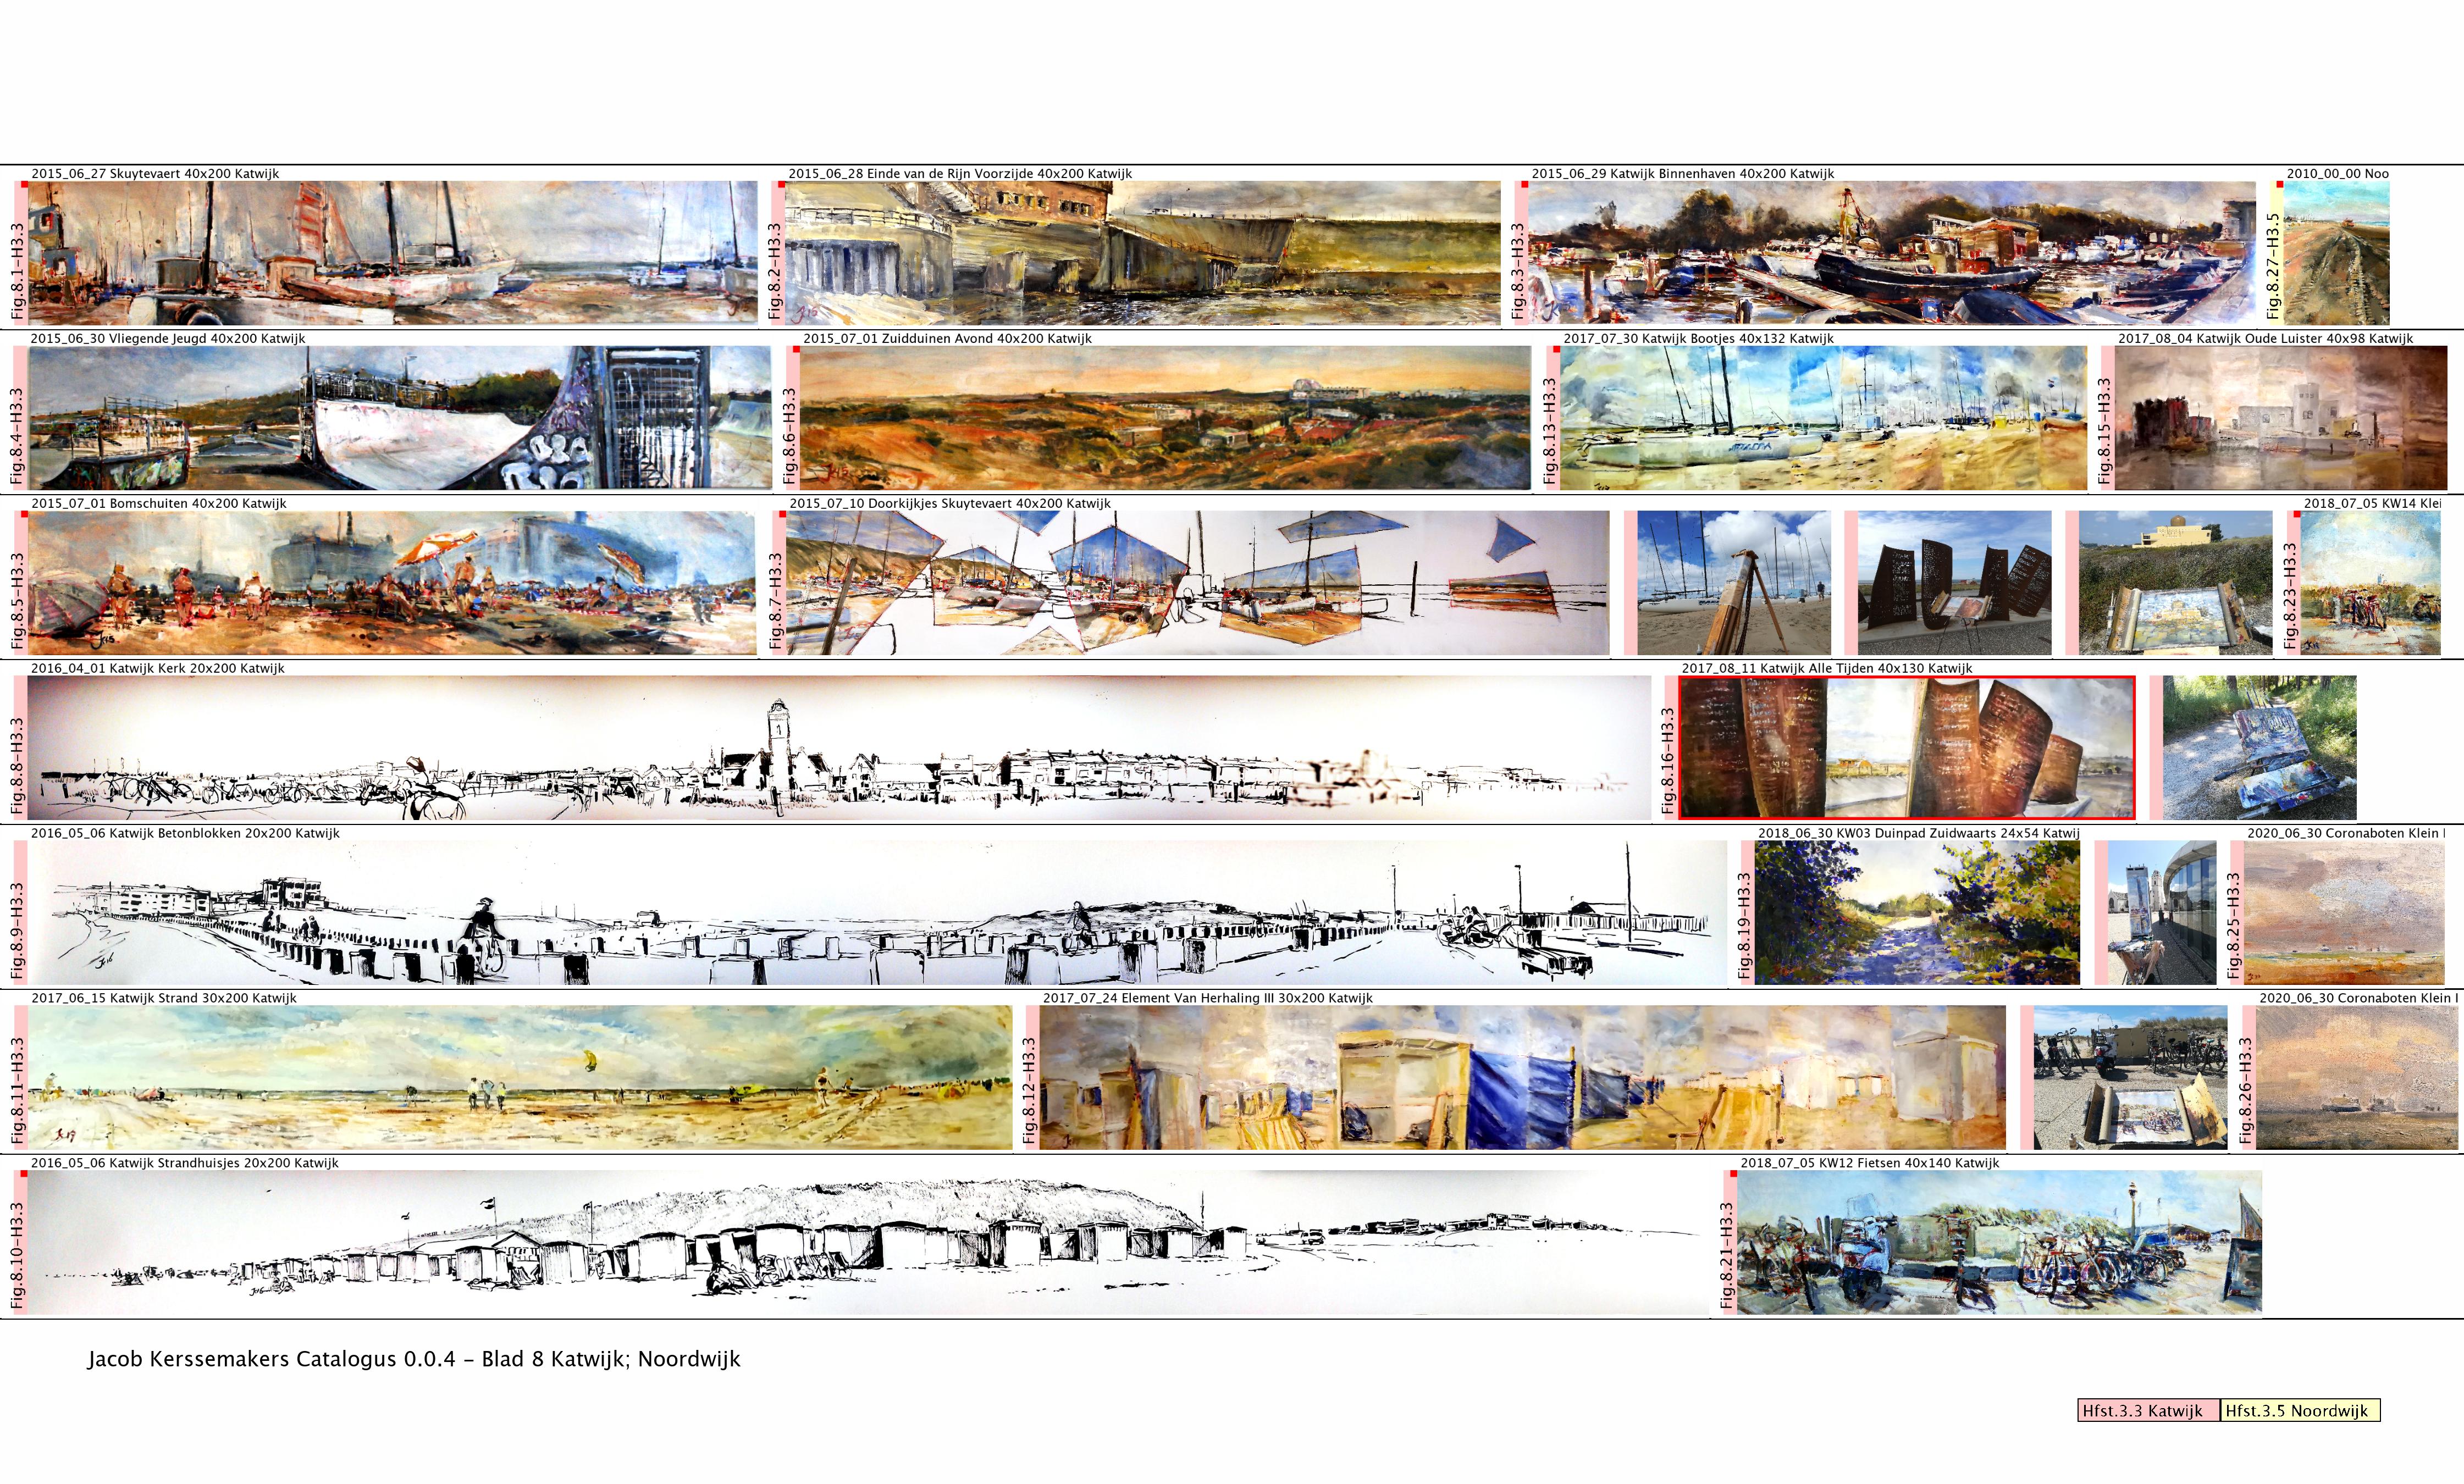 2015_06_27 Skuytevaert 40x200 Katwijk
Fig.8.1-H3.3
2015_06_28 Einde van de Rijn Voorzijde 40x200 Katwijk
Fig.8.2-H3.3
2015_06_29 Katwijk Binnenhaven 40x200 Katwijk
Fig.8.3-H3.3
2010_00_00 Noo
Fig.8.27-H3.5
2015_06_30 Vliegende Jeugd 40x200 Katwijk
Fig.8.4-H3.3
2015_07_01 Zuidduinen Avond 40x200 Katwijk
Fig.8.6-H3.3
2017_07_30 Katwijk Bootjes 40x132 Katwijk
Fig.8.13-H3.3
2017_08_04 Katwijk Oude Luister 40x98 Katwijk
Fig.8.15-H3.3
2015_07_01 Bomschuiten 40x200 Katwijk
Fig.8.5-H3.3
2015_07_10 Doorkijkjes Skuytevaert 40x200 Katwijk
Fig.8.7-H3.3
2018_07_05 KW14 Klei
Fig.8.23-H3.3
2016_04_01 Katwijk Kerk 20x200 Katwijk
Fig.8.8-H3.3
2017_08_11 Katwijk Alle Tijden 40x130 Katwijk
Fig.8.16-H3.3
2016_05_06 Katwijk Betonblokken 20x200 Katwijk
Fig.8.9-H3.3
2018_06_30 KW03 Duinpad Zuidwaarts 24x54 Katwij
Fig.8.19-H3.3
2020_06_30 Coronaboten Klein I
Fig.8.25-H3.3
2017_06_15 Katwijk Strand 30x200 Katwijk
Fig.8.11-H3.3
2017_07_24 Element Van Herhaling III 30x200 Katwijk
Fig.8.12-H3.3
2020_06_30 Coronaboten Klein I
Fig.8.26-H3.3
2016_05_06 Katwijk Strandhuisjes 20x200 Katwijk
Fig.8.10-H3.3
2018_07_05 KW12 Fietsen 40x140 Katwijk
Fig.8.21-H3.3
Jacob Kerssemakers Catalogus 0.0.4 - Blad 8 Katwijk; Noordwijk
Hfst.3.3 Katwijk
Hfst.3.5 Noordwijk